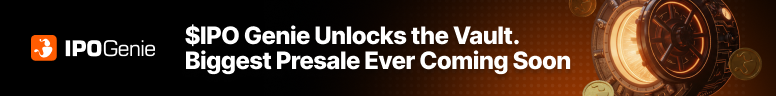 IPOGenie
$IPO Genie Unlocks the Vault.
Biggest Presale Ever Coming Soon